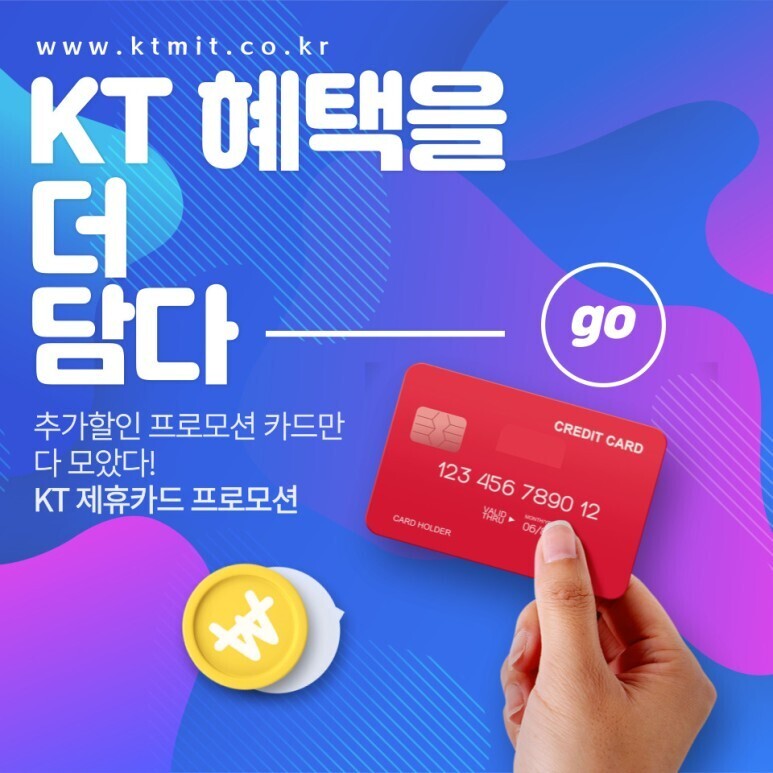 www.ktmit.co.kr
KT 혜택을
더
담다
go
추가할인 프로모션 카드만
다 모았다!
KT 제휴카드 프로모션
CREDIT CARD
123 456 7890 12
VALID
THRU
CARD HOLDER
₩